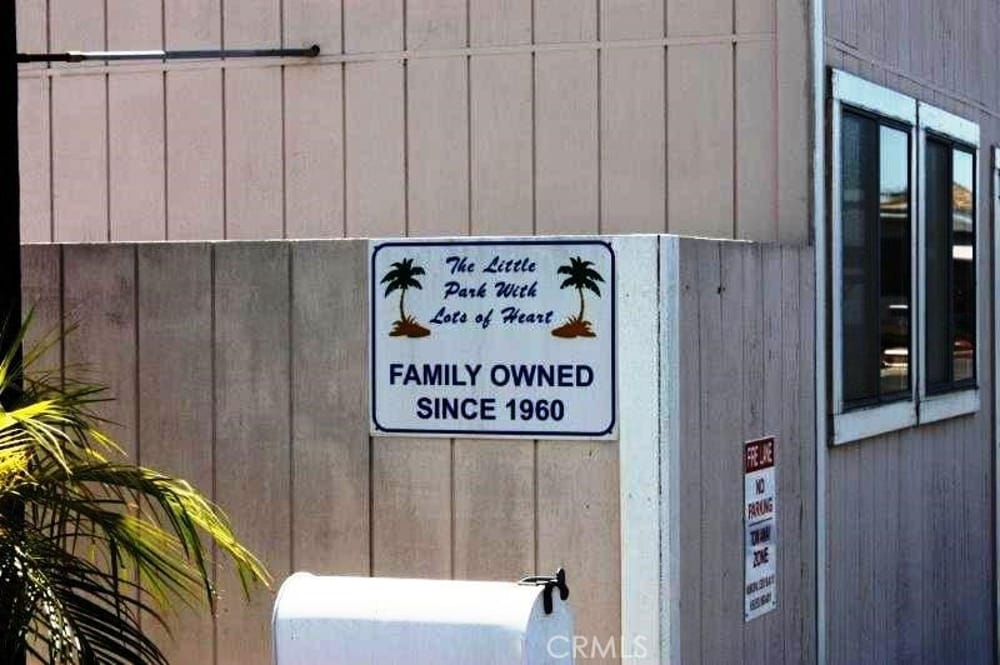 The Little
Park With
Lots of Heart
FAMILY OWNED
SINCE 1960
FIRE LANE
NO
PARKING
TOW AWAY
ZONE
CRMLS